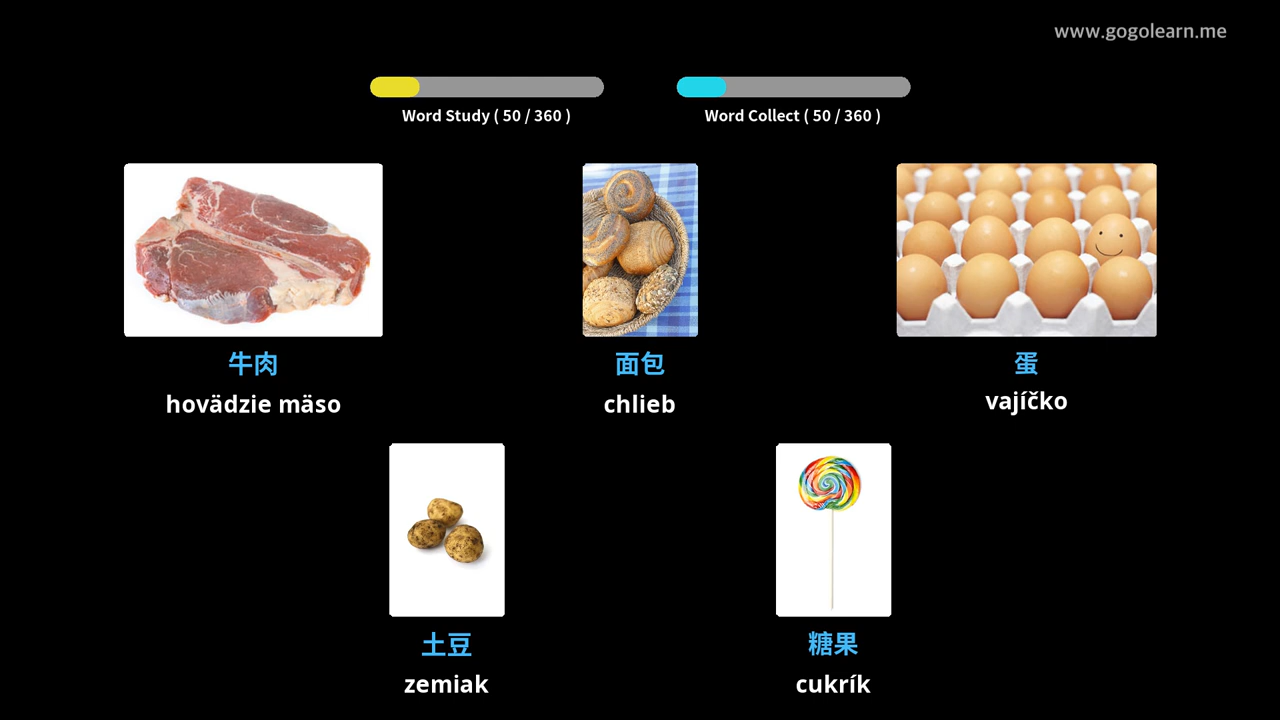 www.gogolearn.me
Word Study ( 50 / 360 )
Word Collect ( 50 / 360 )
牛肉
hovädzie mäso
面包
chlieb
蛋
vajíčko
土豆
zemiak
糖果
cukrík